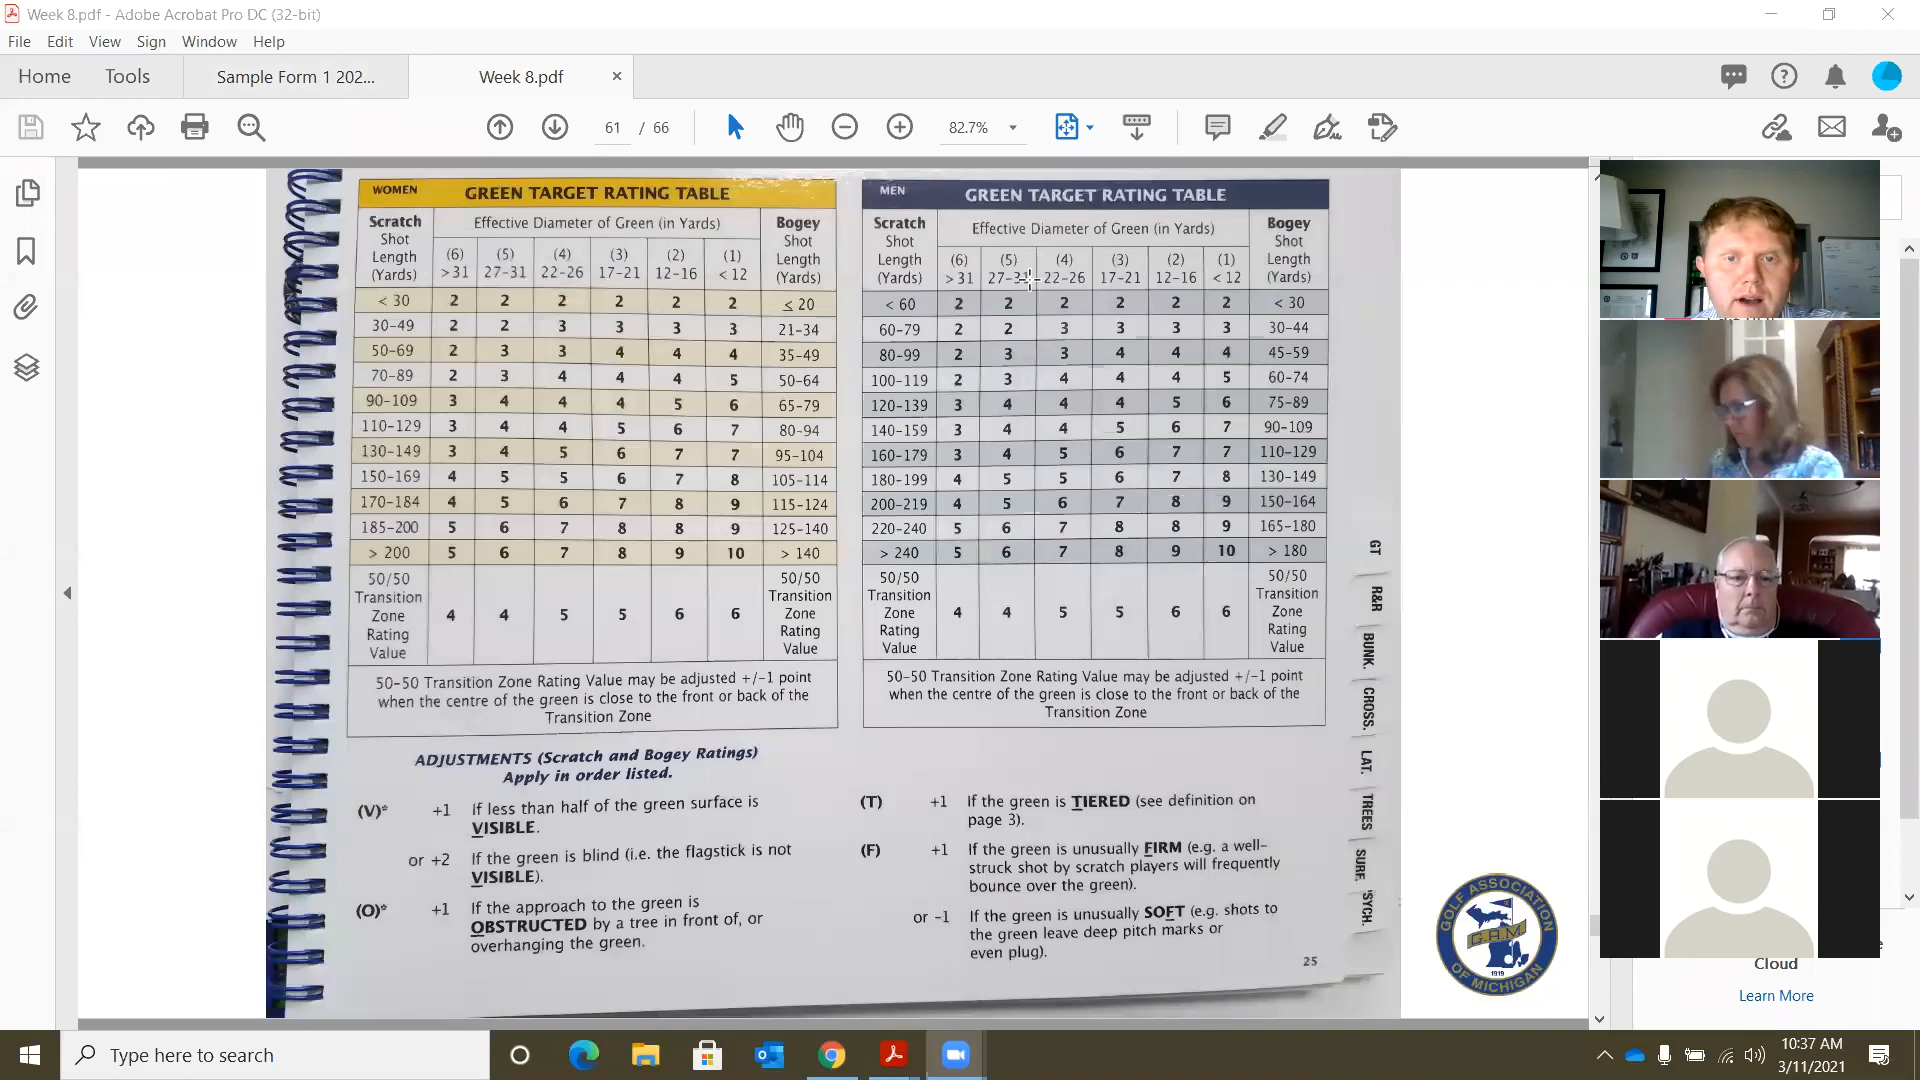 Week 8.pdf - Adobe Acrobat Pro DC (32-bit)
File Edit View Sign Window Help
Home Tools Sample Form 1 202... Week 8.pdf ×
61 / 66 82.7%
WOMEN GREEN TARGET RATING TABLE
Scratch Shot Length (Yards) Effective Diameter of Green (in Yards) Bogey Shot Length (Yards)
(6) (5) (4) (3) (2) (1)
> 31 27-31 22-26 17-21 12-16 < 12
< 30 2 2 2 2 2 2 ≤ 20
30-49 2 2 3 3 3 3 21-34
50-69 2 3 3 4 4 4 35-49
70-89 2 3 4 4 4 5 50-64
90-109 3 4 4 4 5 6 65-79
110-129 3 4 4 5 6 7 80-94
130-149 3 4 5 6 7 7 95-104
150-169 4 5 5 6 7 8 105-114
170-184 4 5 6 7 8 9 115-124
185-200 5 6 7 8 8 9 125-140
> 200 5 6 7 8 9 10 > 140
50/50 Transition Zone Rating Value 4 4 5 5 6 6 50/50 Transition Zone Rating Value
50-50 Transition Zone Rating Value may be adjusted +/-1 point
when the centre of the green is close to the front or back of the
Transition Zone
MEN GREEN TARGET RATING TABLE
Scratch Shot Length (Yards) Effective Diameter of Green (in Yards) Bogey Shot Length (Yards)
(6) (5) (4) (3) (2) (1)
> 31 27-31 22-26 17-21 12-16 < 12
< 60 2 2 2 2 2 2 < 30
60-79 2 2 3 3 3 3 30-44
80-99 2 3 3 4 4 4 45-59
100-119 2 3 4 4 4 5 60-74
120-139 3 4 4 4 5 6 75-89
140-159 3 4 4 5 6 7 90-109
160-179 3 4 5 6 7 7 110-129
180-199 4 5 5 6 7 8 130-149
200-219 4 5 6 7 8 9 150-164
220-240 5 6 7 8 8 9 165-180
> 240 5 6 7 8 9 10 > 180
50/50 Transition Zone Rating Value 4 4 5 5 6 6 50/50 Transition Zone Rating Value
50-50 Transition Zone Rating Value may be adjusted +/-1 point
when the centre of the green is close to the front or back of the
Transition Zone
ADJUSTMENTS (Scratch and Bogey Ratings)
Apply in order listed.
(V)* +1 If less than half of the green surface is
VISIBLE.
or +2 If the green is blind (i.e. the flagstick is not
VISIBLE).
(O)* +1 If the approach to the green is
OBSTRUCTED by a tree in front of, or
overhanging the green.
(T) +1 If the green is TIERED (see definition on
page 3).
(F) +1 If the green is unusually FIRM (e.g. a well-
struck shot by scratch players will frequently
bounce over the green).
or -1 If the green is unusually SOFT (e.g. shots to
the green leave deep pitch marks or
even plug).
25
GT
R&R
BUNK.
CROSS.
LAT.
TREES
SURF.
'SYCH.
GOLF ASSOCIATION
G.A.M
1919
OF MICHIGAN
Cloud
Learn More
Type here to search
10:37 AM
3/11/2021